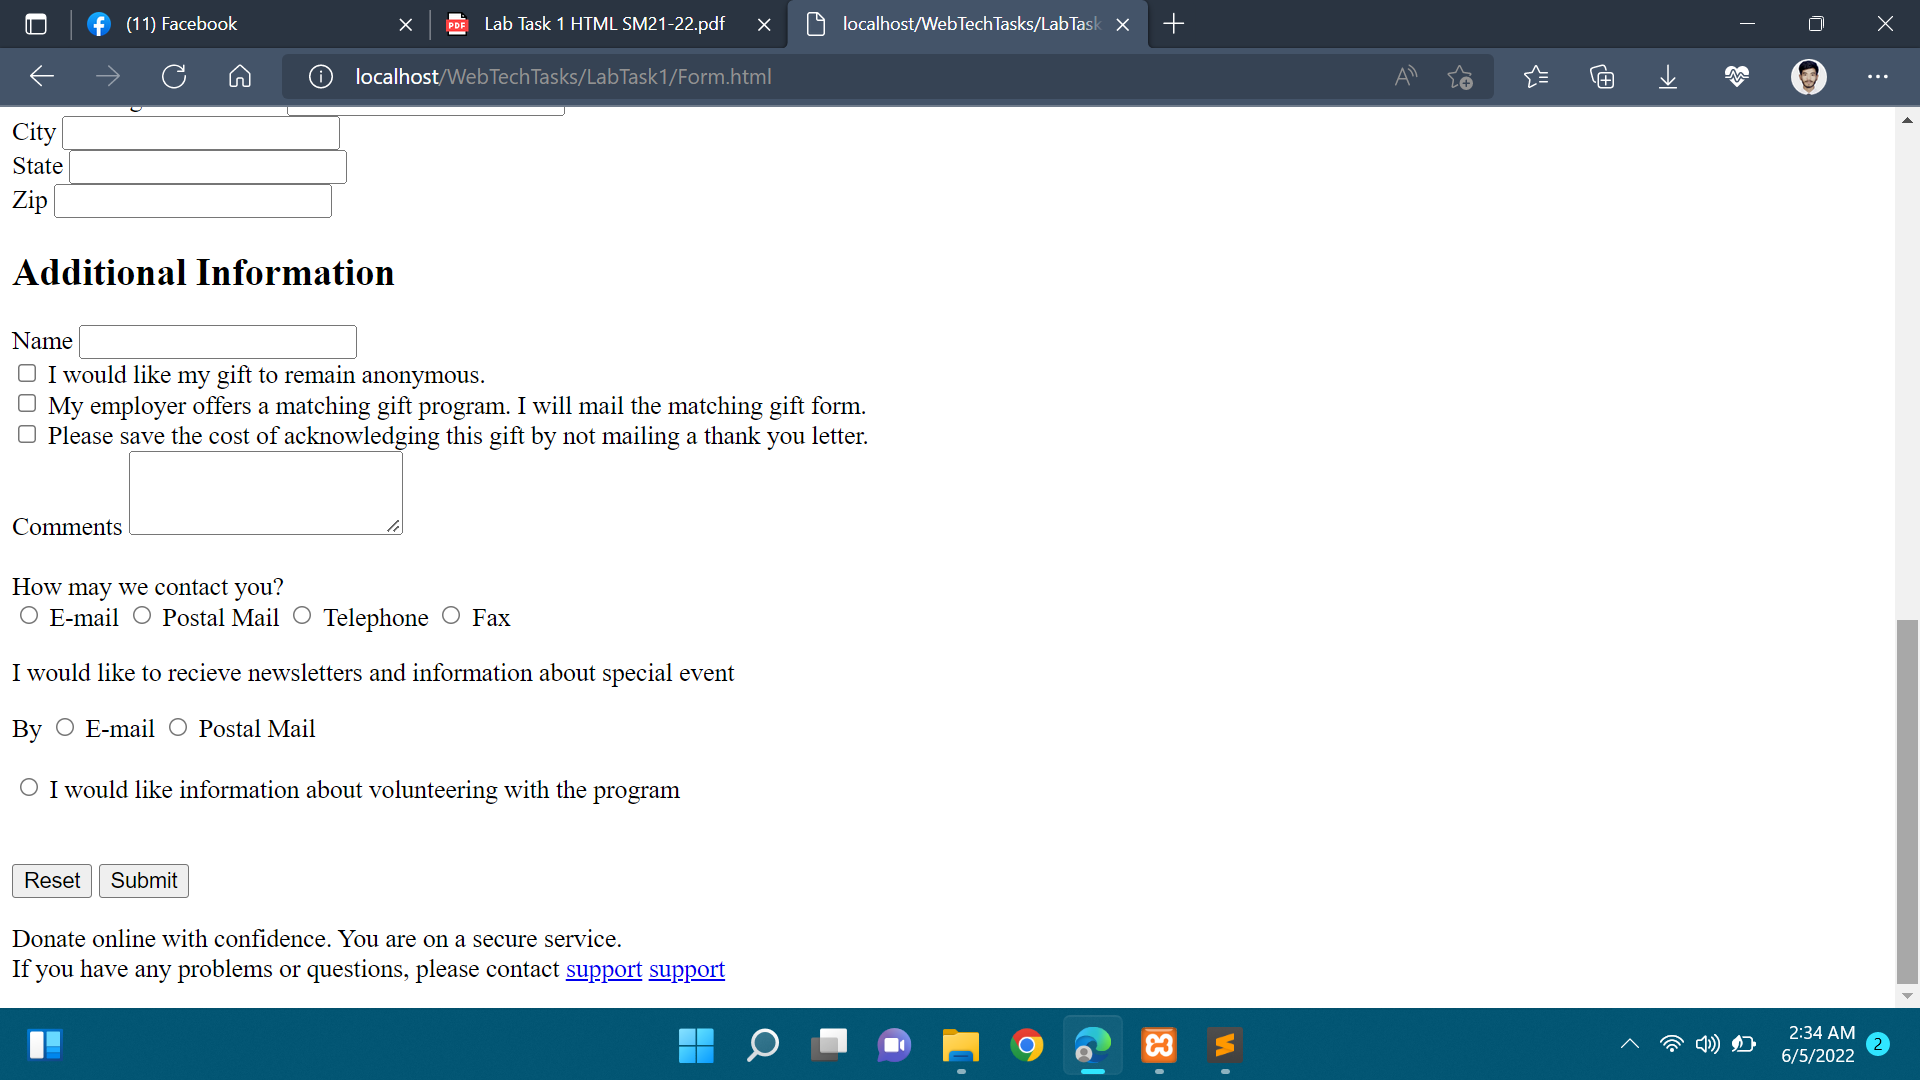 (11) Facebook
PDF
Lab Task 1 HTML SM21-22.pdf
localhost/WebTechTasks/LabTask
localhost/WebTechTasks/LabTask1/Form.html
City
State
Zip
Additional Information
Name
I would like my gift to remain anonymous.
My employer offers a matching gift program. I will mail the matching gift form.
Please save the cost of acknowledging this gift by not mailing a thank you letter.
Comments
How may we contact you?
E-mail Postal Mail Telephone Fax
I would like to recieve newsletters and information about special event
By E-mail Postal Mail
I would like information about volunteering with the program
Reset Submit
Donate online with confidence. You are on a secure service.
If you have any problems or questions, please contact support support
2:34 AM
6/5/2022
2